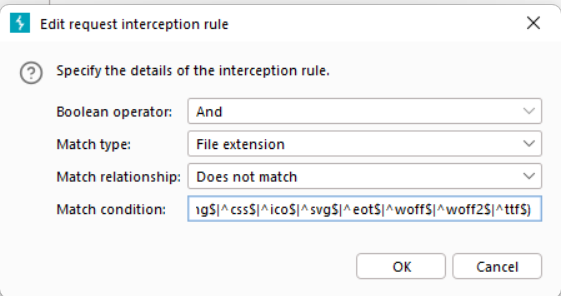 Edit request interception rule
Specify the details of the interception rule.
Boolean operator: And
Match type: File extension
Match relationship: Does not match
Match condition: ng$|^css$|^ico$|^svg$|^eot$|^woff$|^woff2$|^ttf$)
OK Cancel